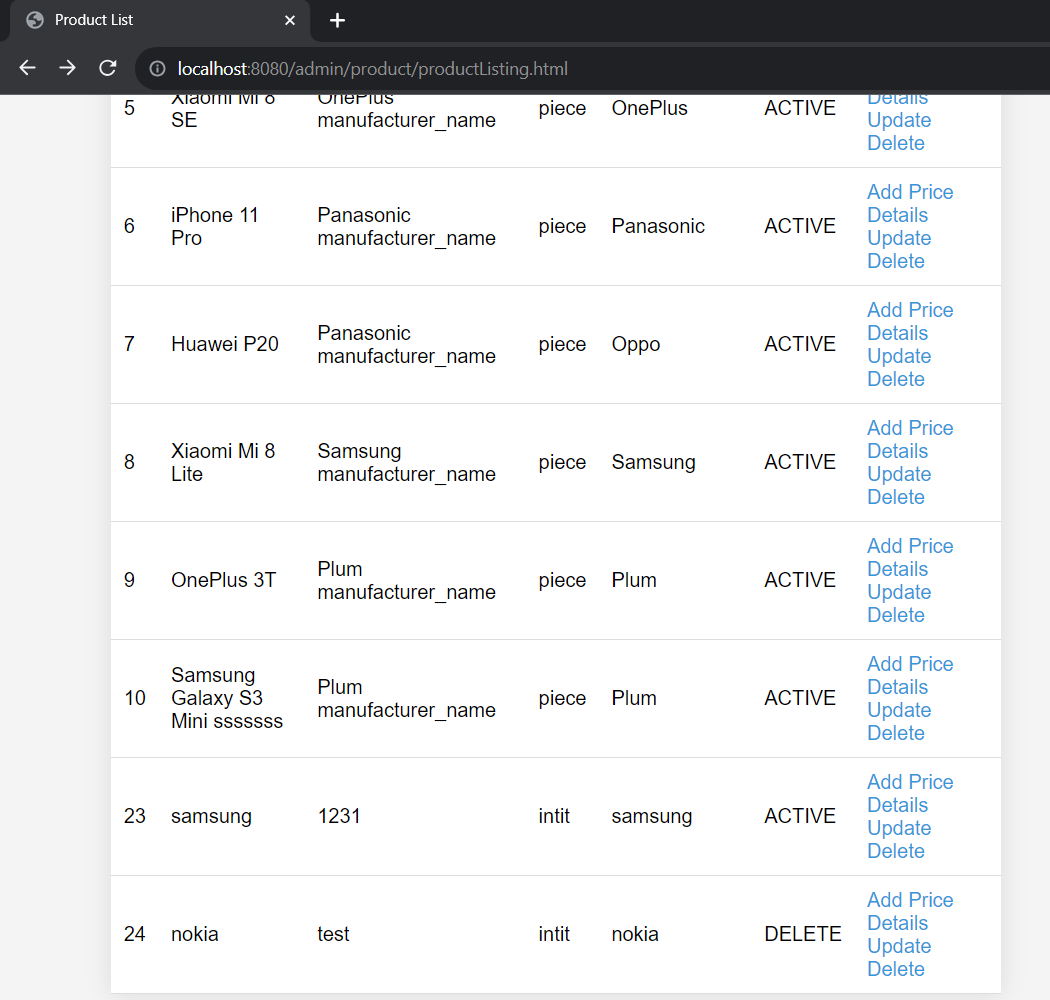 Product List
localhost:8080/admin/product/productListing.html
5 Xiaomi Mi 8 SE OnePlus manufacturer_name piece OnePlus ACTIVE Details Update Delete
6 iPhone 11 Pro Panasonic manufacturer_name piece Panasonic ACTIVE Add Price Details Update Delete
7 Huawei P20 Panasonic manufacturer_name piece Oppo ACTIVE Add Price Details Update Delete
8 Xiaomi Mi 8 Lite Samsung manufacturer_name piece Samsung ACTIVE Add Price Details Update Delete
9 OnePlus 3T Plum manufacturer_name piece Plum ACTIVE Add Price Details Update Delete
10 Samsung Galaxy S3 Mini sssssss Plum manufacturer_name piece Plum ACTIVE Add Price Details Update Delete
23 samsung 1231 intit samsung ACTIVE Add Price Details Update Delete
24 nokia test intit nokia DELETE Add Price Details Update Delete